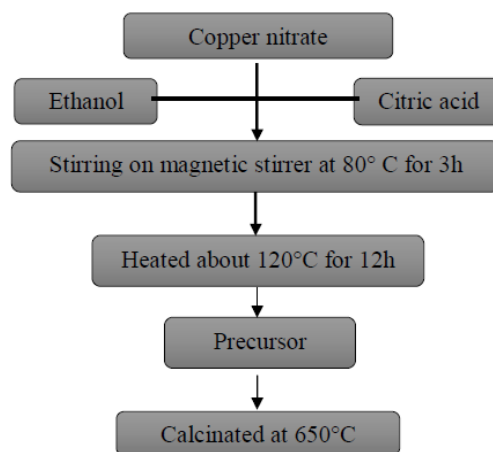 Copper nitrate
Ethanol
Citric acid
Stirring on magnetic stirrer at 80° C for 3h
Heated about 120°C for 12h
Precursor
Calcinated at 650°C